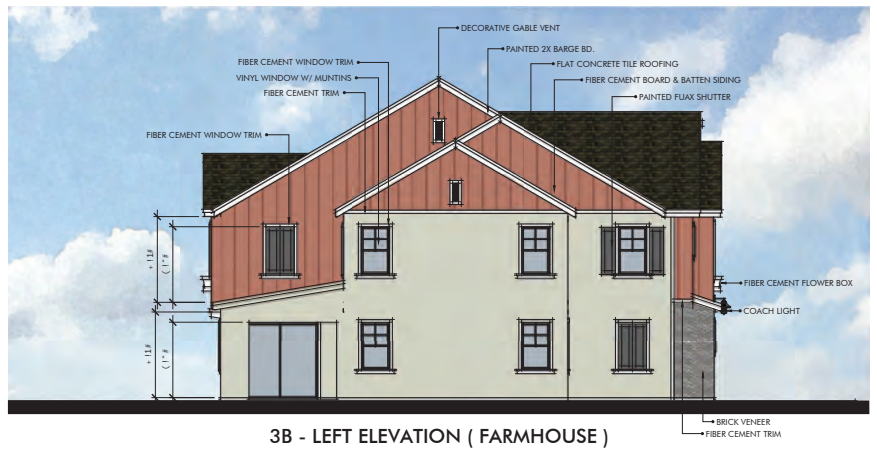 DECORATIVE GABLE VENT
PAINTED 2X BARGE BD.
FIBER CEMENT WINDOW TRIM
FLAT CONCRETE TILE ROOFING
VINYL WINDOW W/ MUNTINS
FIBER CEMENT BOARD & BATTEN SIDING
FIBER CEMENT TRIM
PAINTED FUAX SHUTTER
FIBER CEMENT WINDOW TRIM
FIBER CEMENT FLOWER BOX
COACH LIGHT
BRICK VENEER
FIBER CEMENT TRIM
3B - LEFT ELEVATION ( FARMHOUSE )